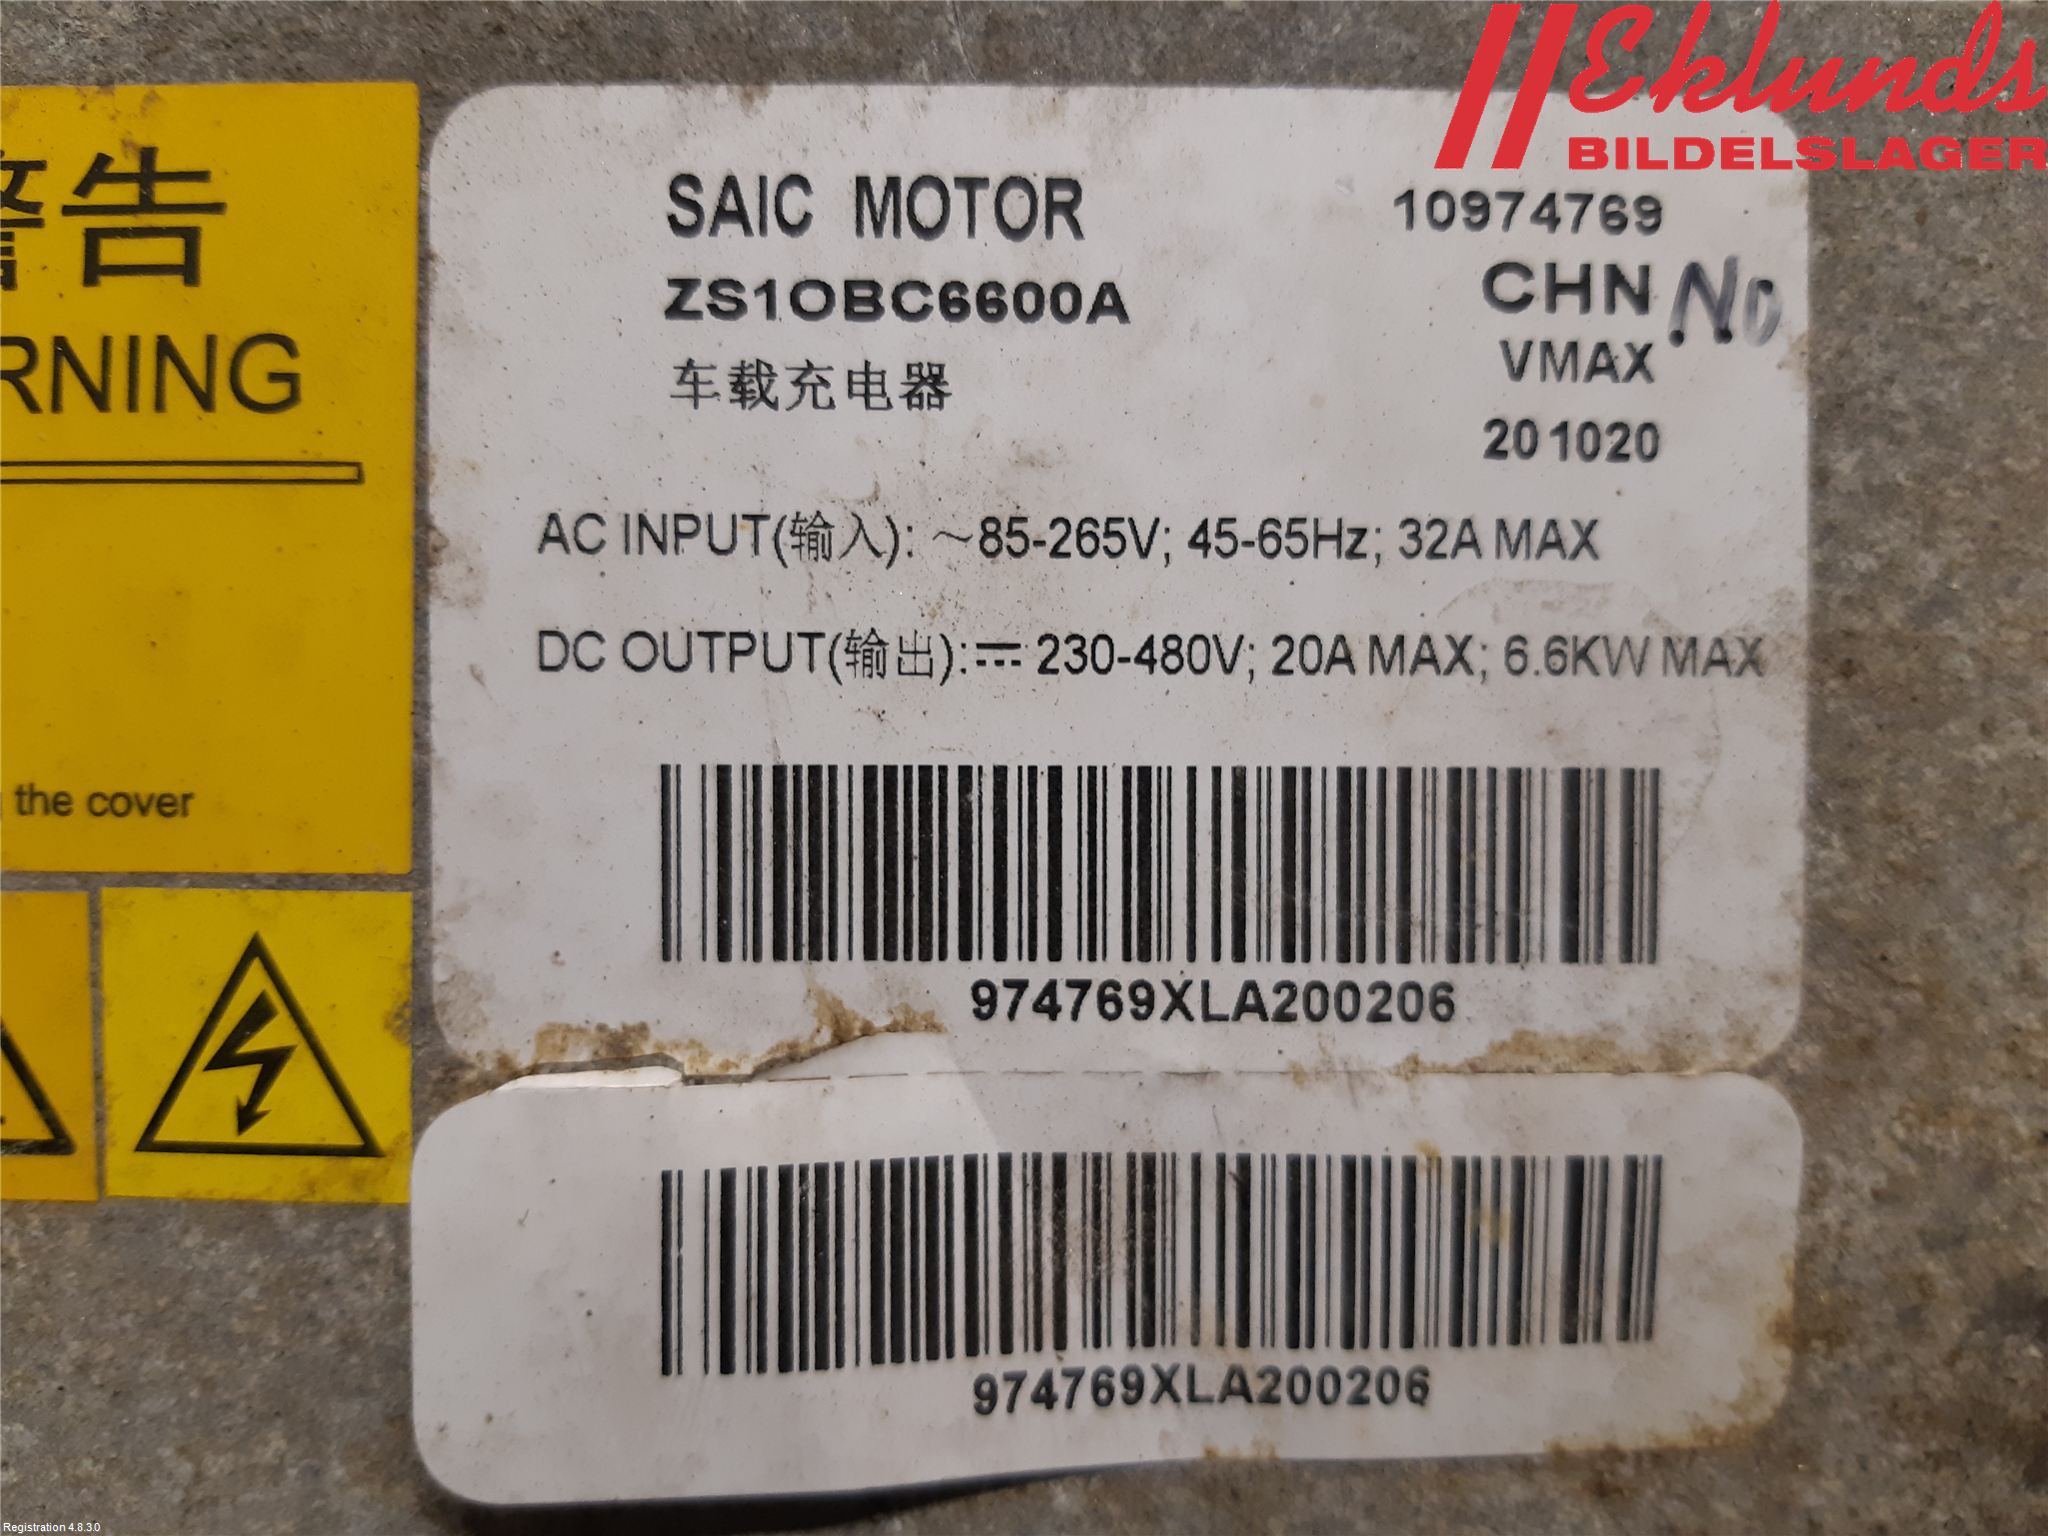 Eklunds
BILDELSLAGER
警告
RNING
the cover
SAIC MOTOR
10974769
ZS1OBC6600A
CHN
NO
车载充电器
VMAX
201020
AC INPUT(输入): ~85-265V; 45-65Hz; 32A MAX
DC OUTPUT(输出):⎓ 230-480V; 20A MAX; 6.6KW MAX
974769XLA200206
974769XLA200206
Registration 4.8.3.0